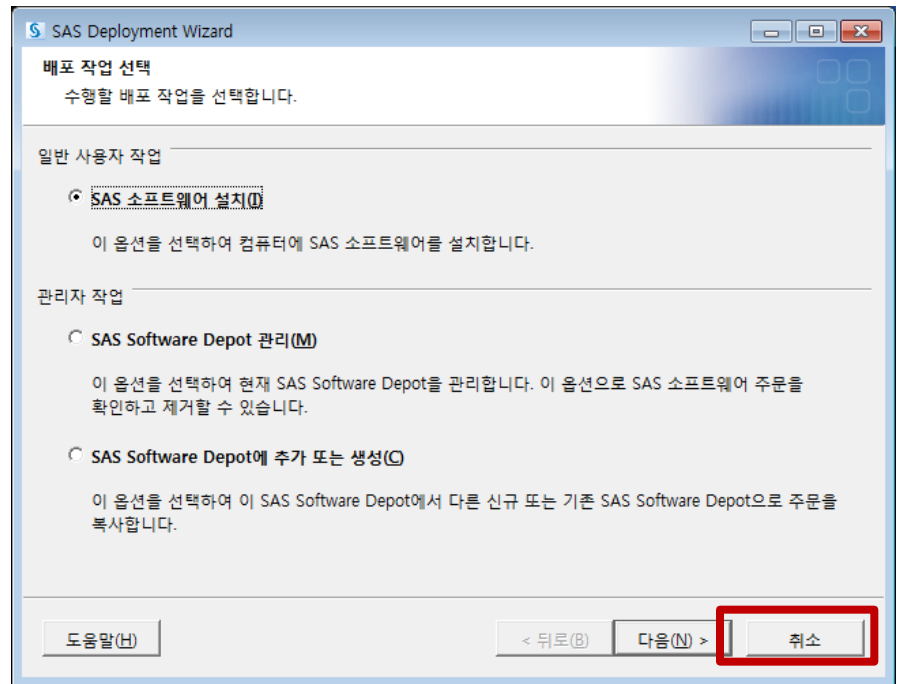 SAS Deployment Wizard
배포 작업 선택
수행할 배포 작업을 선택합니다.
일반 사용자 작업
SAS 소프트웨어 설치(I)
이 옵션을 선택하여 컴퓨터에 SAS 소프트웨어를 설치합니다.
관리자 작업
SAS Software Depot 관리(M)
이 옵션을 선택하여 현재 SAS Software Depot을 관리합니다. 이 옵션으로 SAS 소프트웨어 주문을
확인하고 제거할 수 있습니다.
SAS Software Depot에 추가 또는 생성(C)
이 옵션을 선택하여 이 SAS Software Depot에서 다른 신규 또는 기존 SAS Software Depot으로 주문을
복사합니다.
도움말(H) < 뒤로(B) 다음(N) > 취소